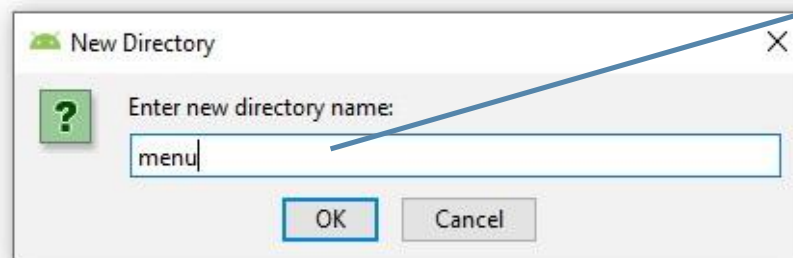 New Directory
Enter new directory name:
menu
OK
Cancel